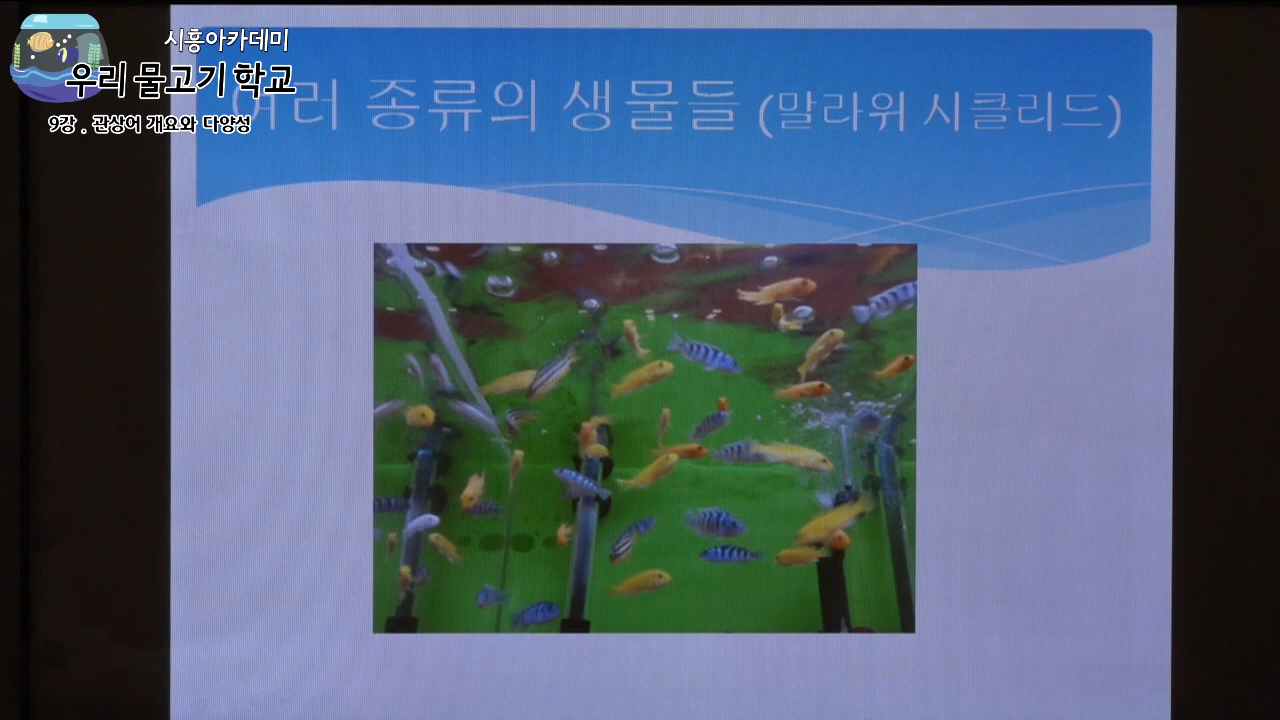 시흥아카데미
우리 물고기 학교
9강 . 관상어 개요와 다양성
여러 종류의 생물들 (말라위 시클리드)